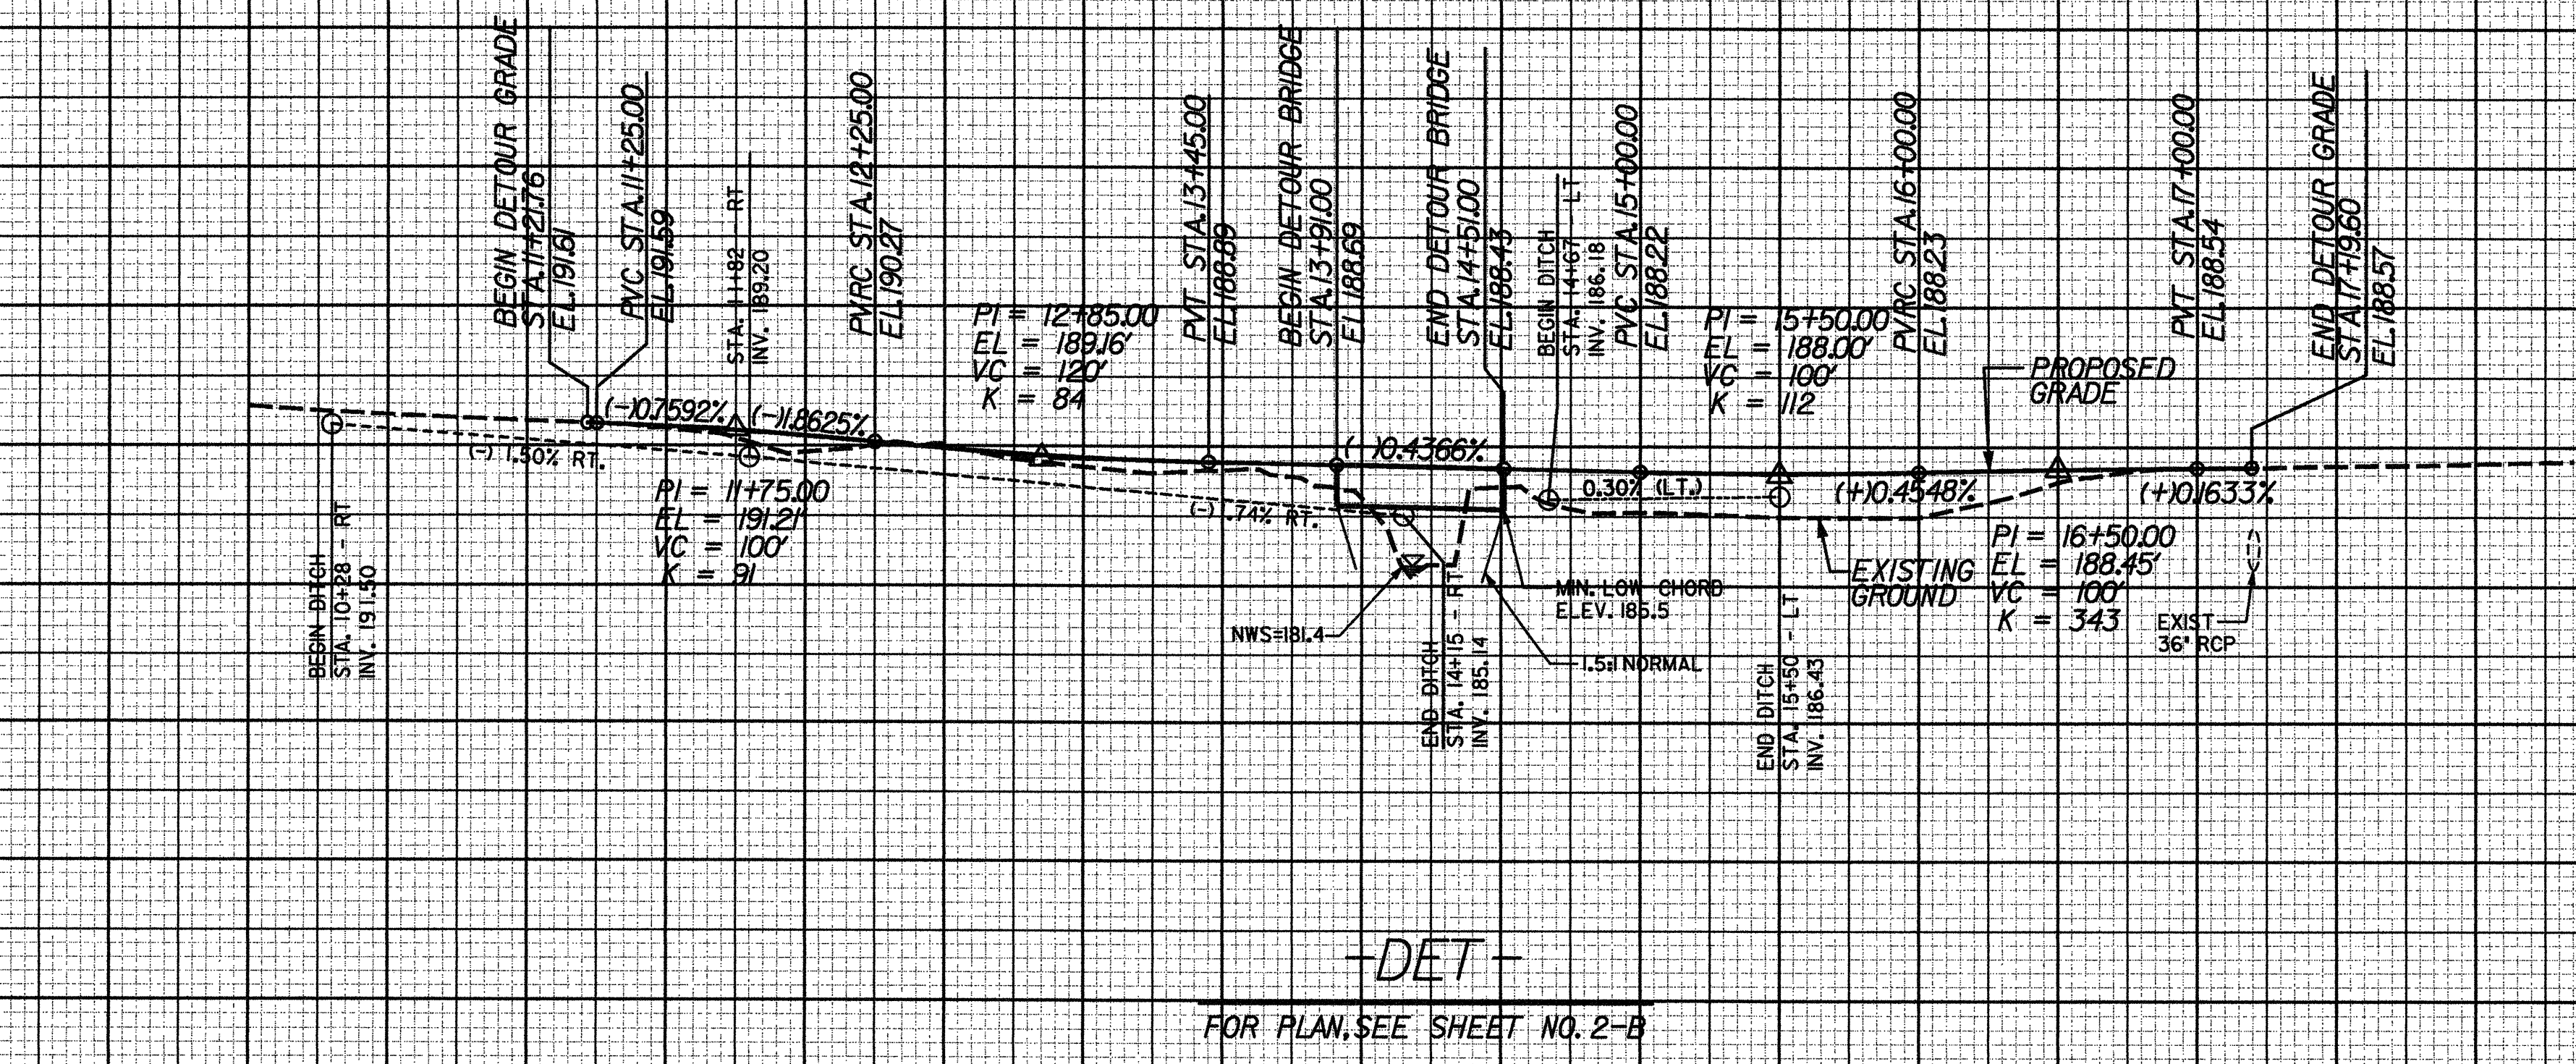 BEGIN DETOUR GRADE
STA.11+21.76
EL.191.61
PVC STA.11+25.00
EL.191.59
STA. 11+82 - RT
INV. 189.20
PVRC STA.12+25.00
EL.190.27
PI = 12+85.00
EL = 189.16'
VC = 120'
K = 84
PVT STA.13+45.00
EL.188.89
BEGIN DETOUR BRIDGE
STA.13+91.00
EL.188.69
END DETOUR BRIDGE
STA.14+51.00
EL.188.43
BEGIN DITCH
STA. 14+67 - LT
INV. 186.18
PVC STA.15+00.00
EL.188.22
PI = 15+50.00
EL = 188.00'
VC = 100'
K = 112
PVRC STA.16+00.00
EL.188.23
PROPOSED
GRADE
PVT STA.17+00.00
EL.188.54
END DETOUR GRADE
STA.17+19.60
EL.188.57
(-)0.7592%
(-)1.8625%
( )0.4366%
(-) 1.50% RT.
(-) .74% RT.
0.30% (LT.)
(+)0.4548%
(+)0.1633%
PI = 11+75.00
EL = 191.21'
VC = 100'
K = 91
BEGIN DITCH
STA. 10+28 - RT
INV. 191.50
NWS=181.4
END DITCH
STA. 14+15 - RT
INV. 185.14
MIN. LOW CHORD
ELEV. 185.5
1.5:1 NORMAL
END DITCH
STA. 15+50 - LT
INV. 186.43
EXISTING
GROUND
PI = 16+50.00
EL = 188.45'
VC = 100'
K = 343
EXIST
36" RCP
-DET-
FOR PLAN, SEE SHEET NO. 2-B